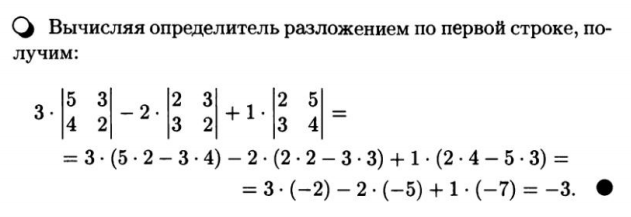 Вычисляя определитель разложением по первой строке, по-
лучим:
3 · |5 3; 4 2| − 2 · |2 3; 3 2| + 1 · |2 5; 3 4| =
= 3 · (5 · 2 − 3 · 4) − 2 · (2 · 2 − 3 · 3) + 1 · (2 · 4 − 5 · 3) =
= 3 · (−2) − 2 · (−5) + 1 · (−7) = −3.